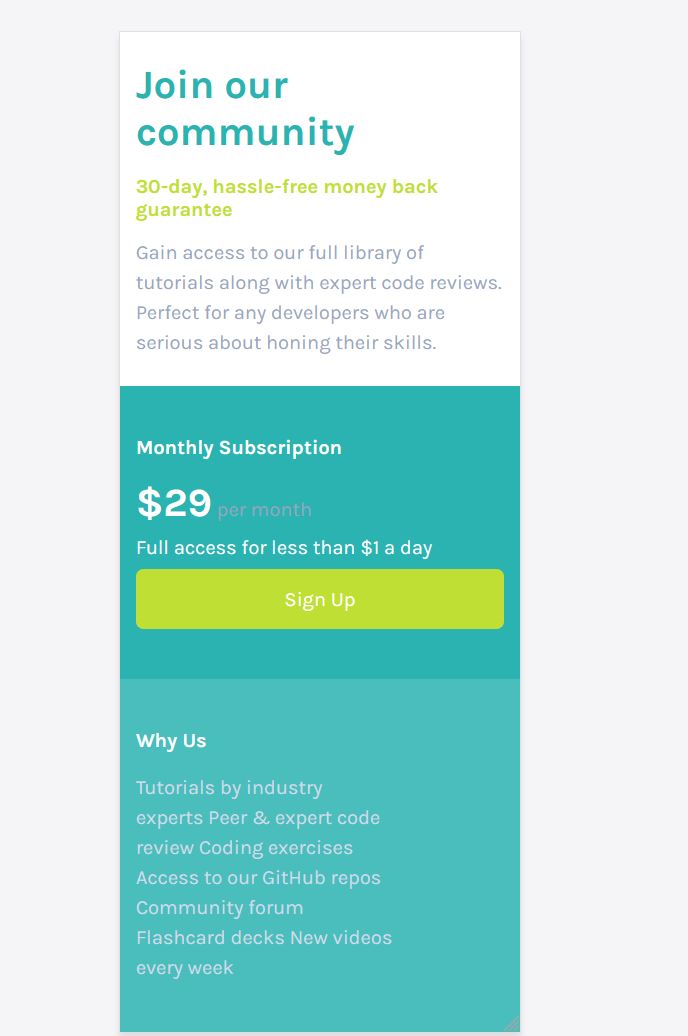 Join our
community
30-day, hassle-free money back
guarantee
Gain access to our full library of
tutorials along with expert code reviews.
Perfect for any developers who are
serious about honing their skills.
Monthly Subscription
$29 per month
Full access for less than $1 a day
Sign Up
Why Us
Tutorials by industry
experts Peer & expert code
review Coding exercises
Access to our GitHub repos
Community forum
Flashcard decks New videos
every week